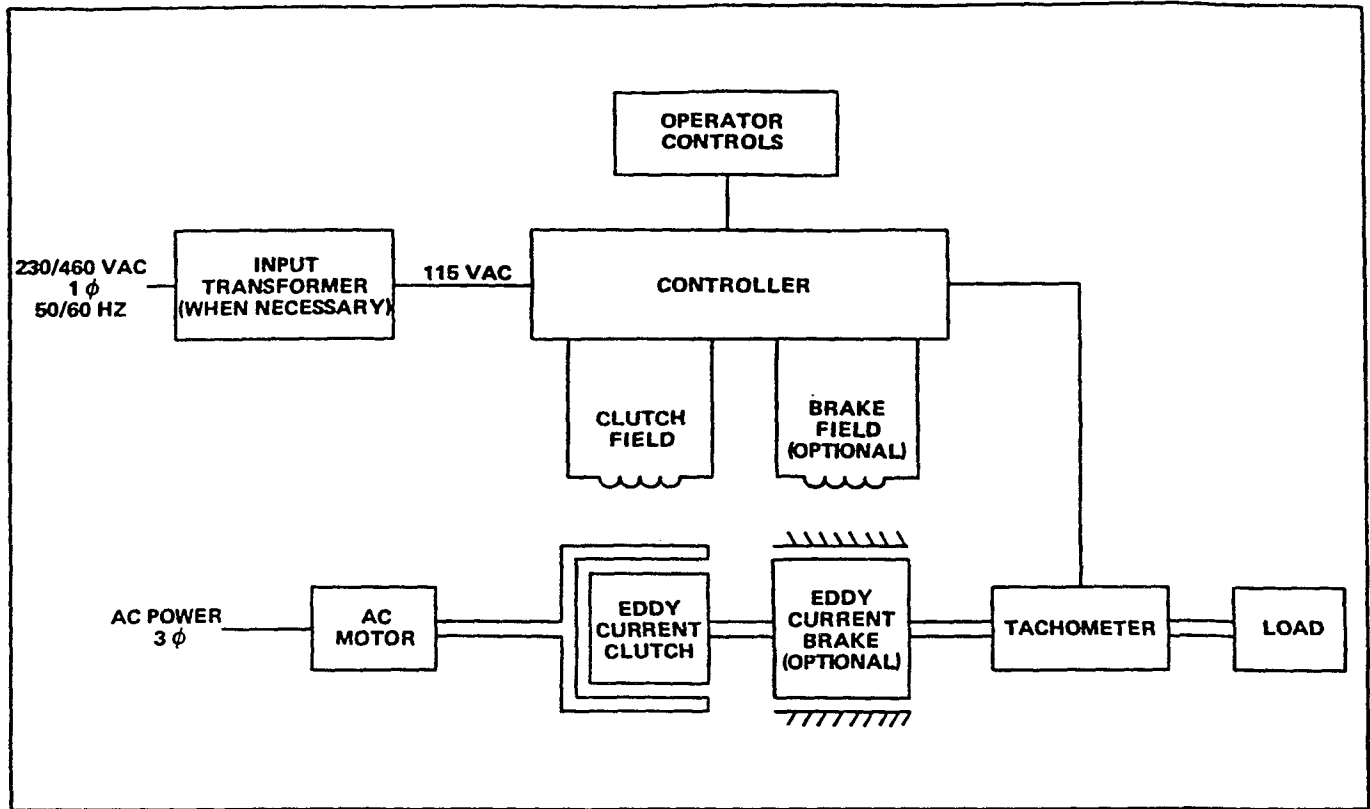 OPERATOR
CONTROLS
230/460 VAC
1 ϕ
50/60 HZ
INPUT
TRANSFORMER
(WHEN NECESSARY)
115 VAC
CONTROLLER
CLUTCH
FIELD
BRAKE
FIELD
(OPTIONAL)
AC POWER
3 ϕ
AC
MOTOR
EDDY
CURRENT
CLUTCH
EDDY
CURRENT
BRAKE
(OPTIONAL)
TACHOMETER
LOAD